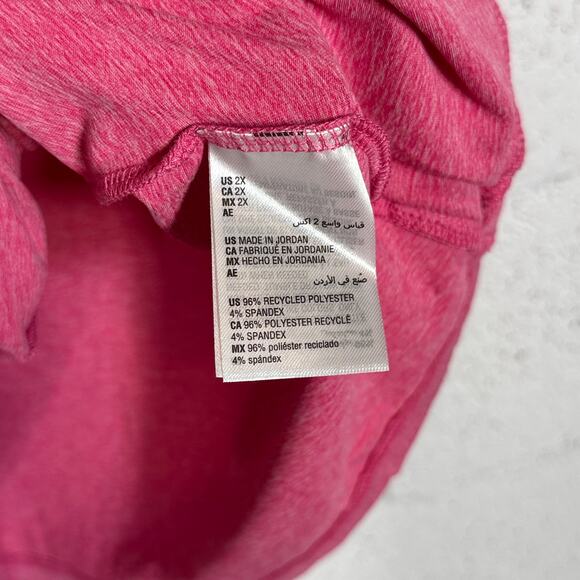 US 2X
CA 2X
MX 2X
AE
قياس واسع 2 اكس
US MADE IN JORDAN
CA FABRIQUÉ EN JORDANIE
MX HECHO EN JORDANIA
AE
صنع في الأردن
US 96% RECYCLED POLYESTER
4% SPANDEX
CA 96% POLYESTER RECYCLÉ
4% SPANDEX
MX 96% poliéster reciclado
4% spándex